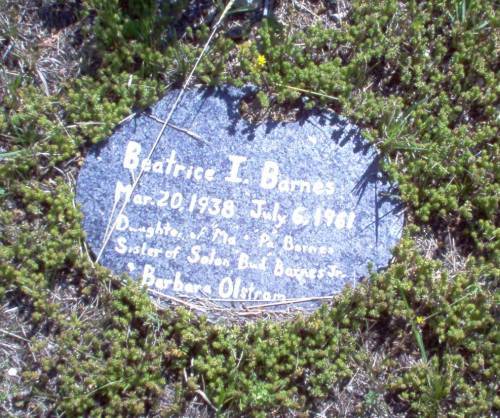 Beatrice I. Barnes
Mar. 20 1938 July 6, 1981
Daughter of Ma & Pa Barnes
Sister of Solon Bud Barnes Jr.
& Barbara Olstrom